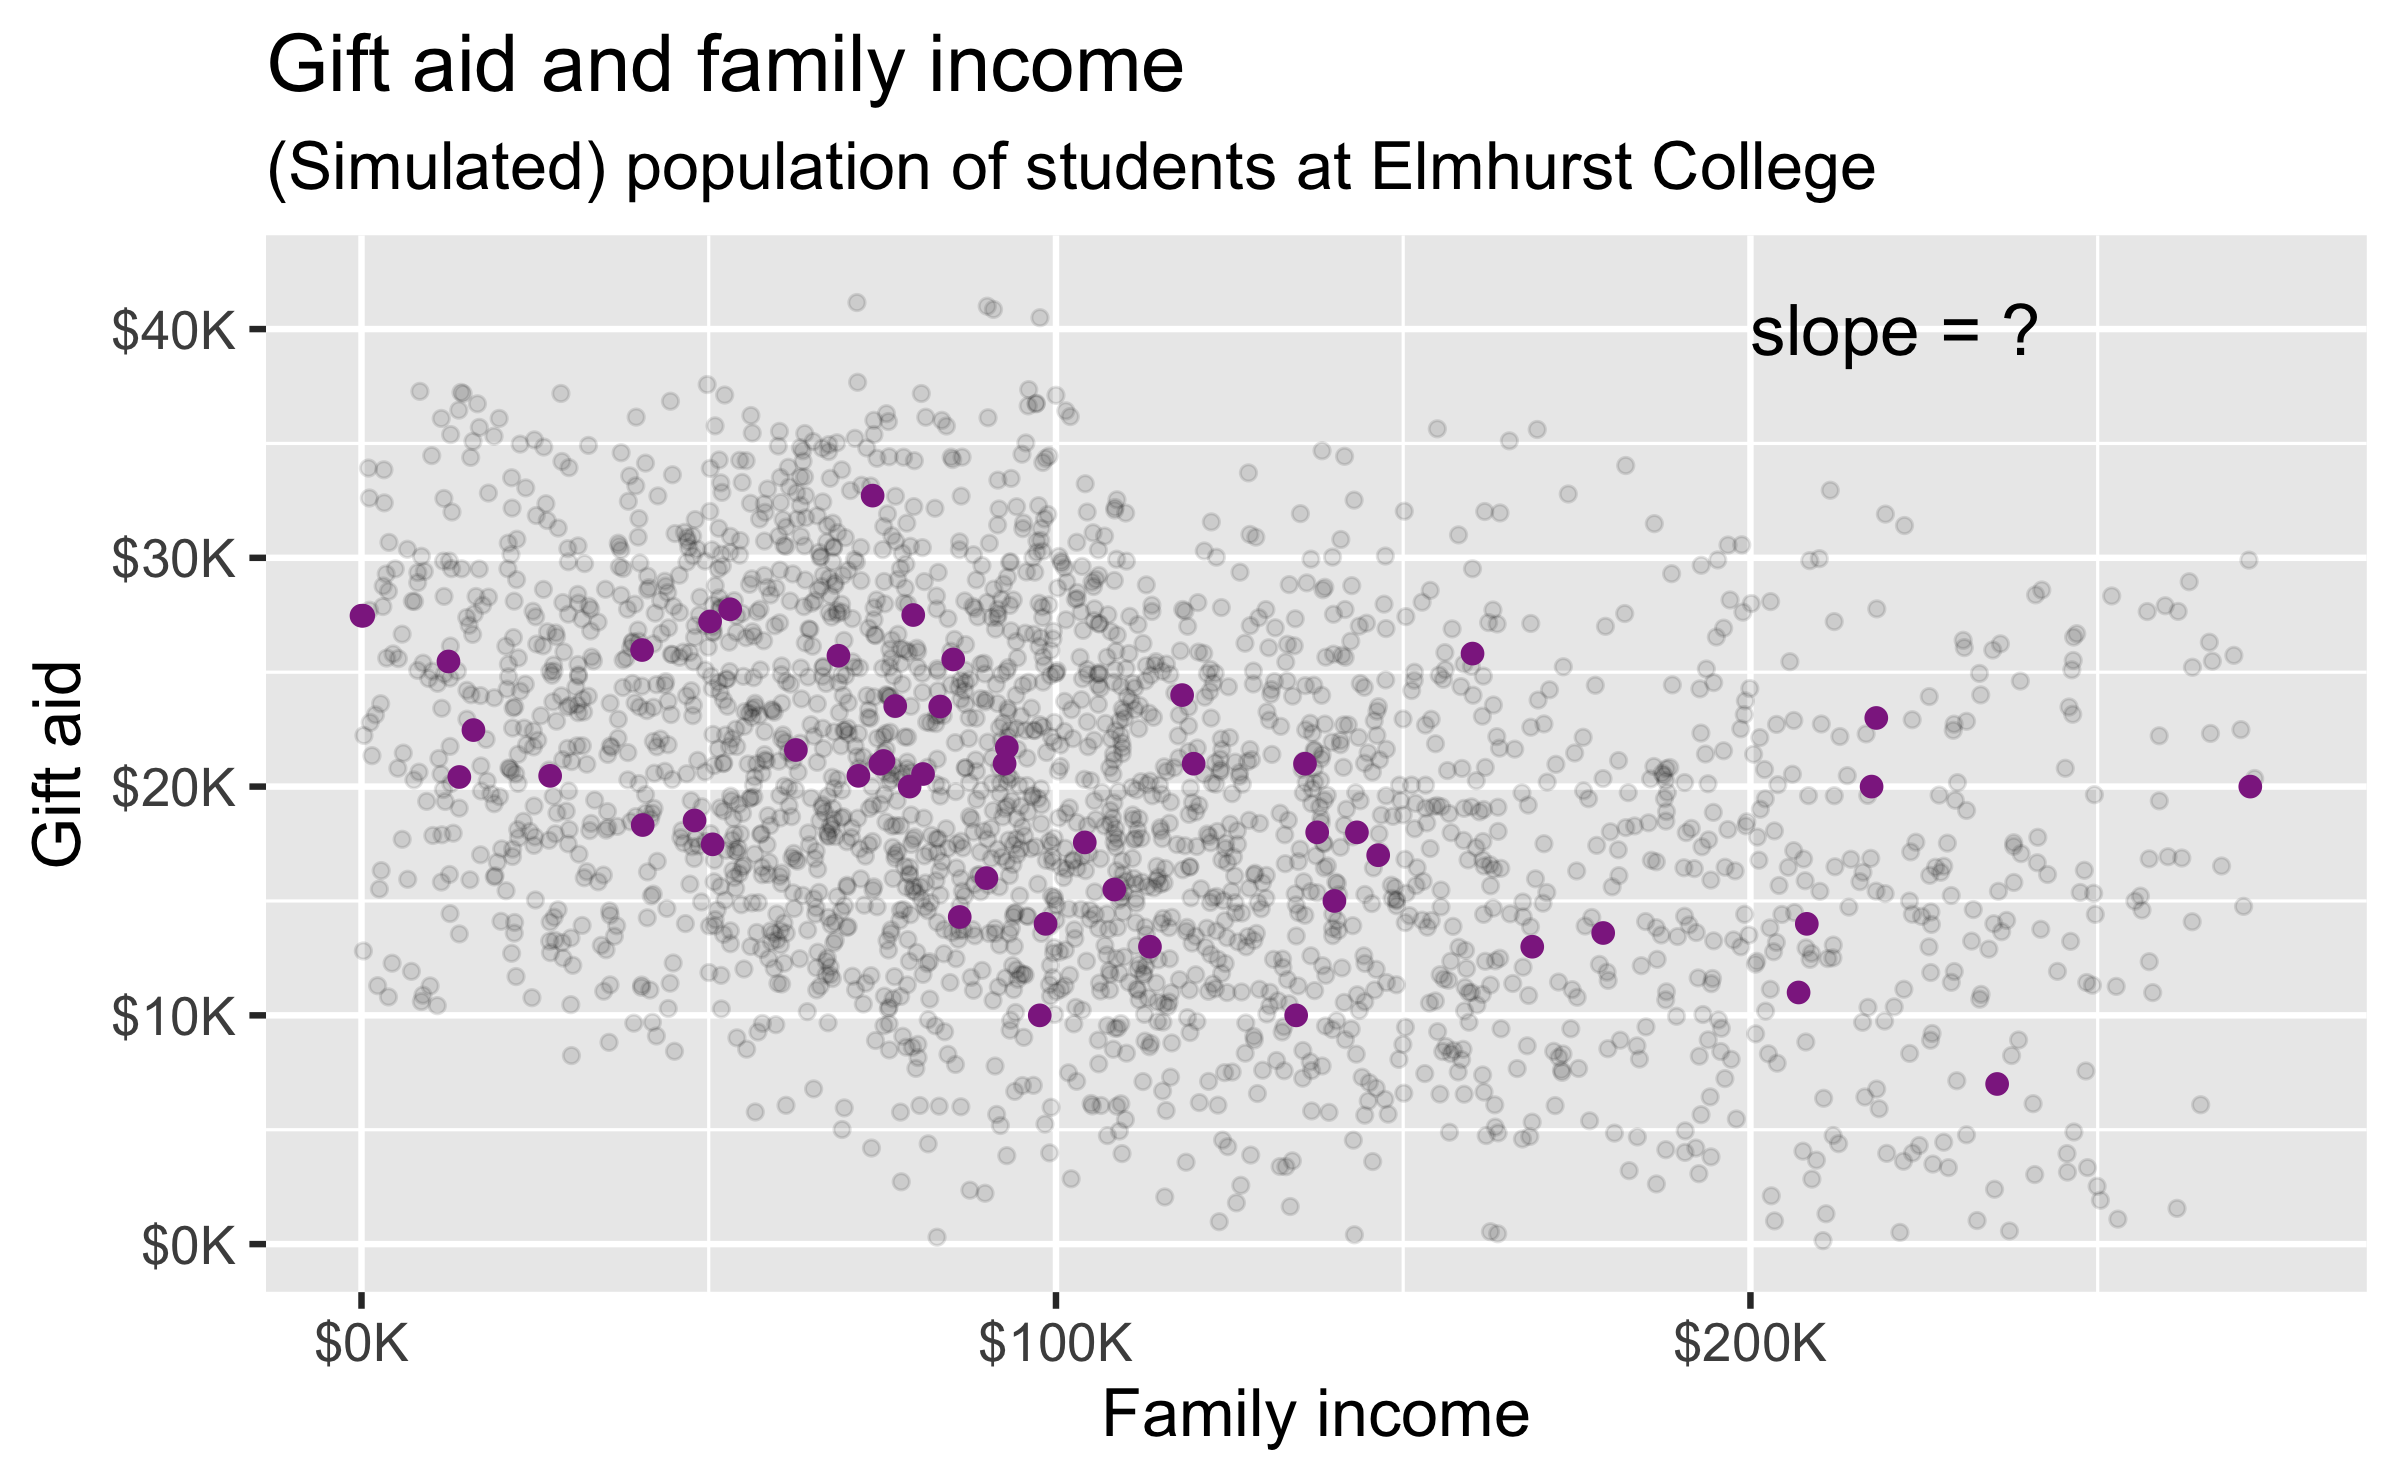 Gift aid and family income
(Simulated) population of students at Elmhurst College
slope = ?
$40K
$30K
$20K
$10K
$0K
Gift aid
$0K
$100K
$200K
Family income